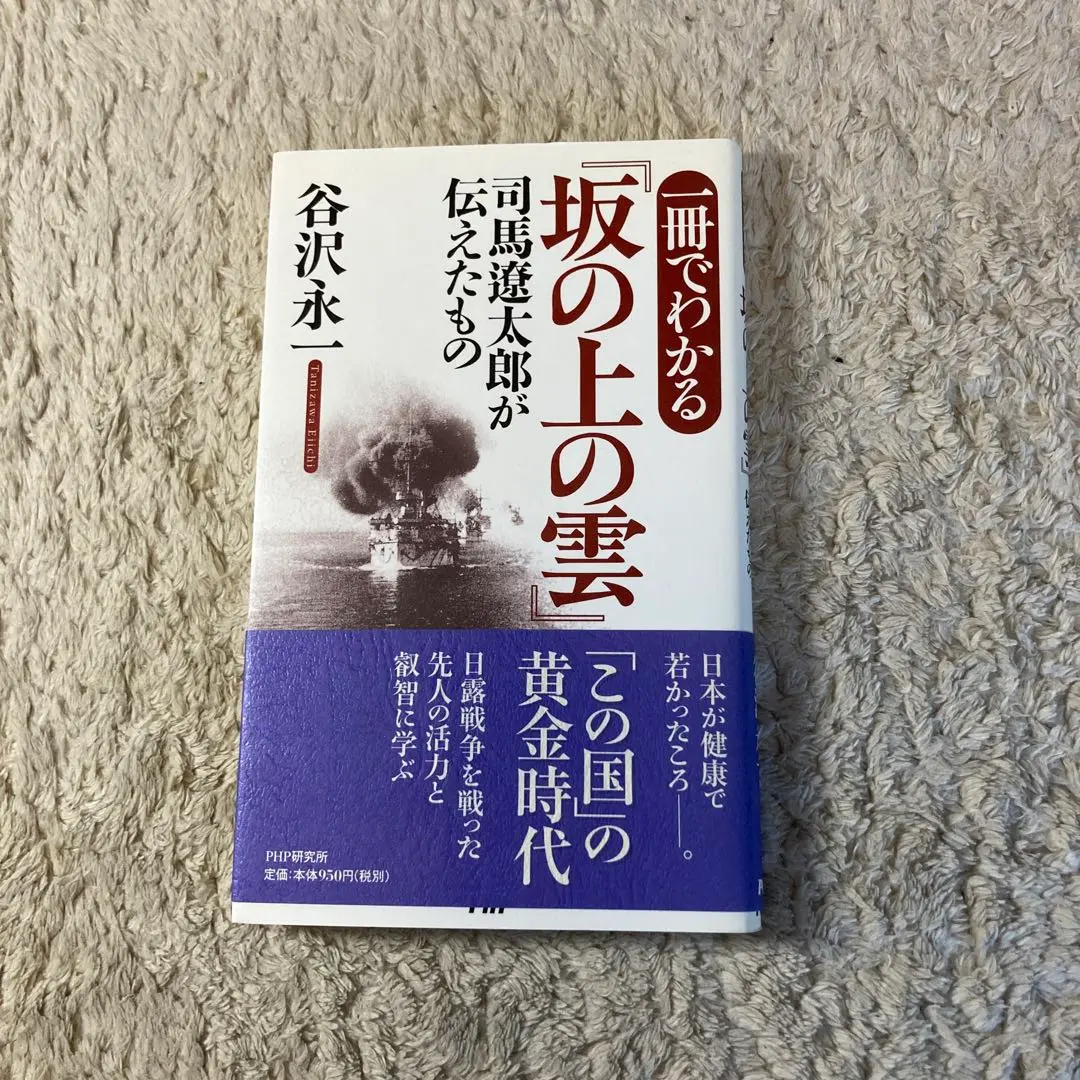 一冊でわかる
『坂の上の雲』
司馬遼太郎が
伝えたもの
谷沢永一
Tanizawa Eiichi
日本が健康で
若かったころ――。
「この国」の
黄金時代
日露戦争を戦った
先人の活力と
叡智に学ぶ
PHP研究所
定価:本体950円(税別)